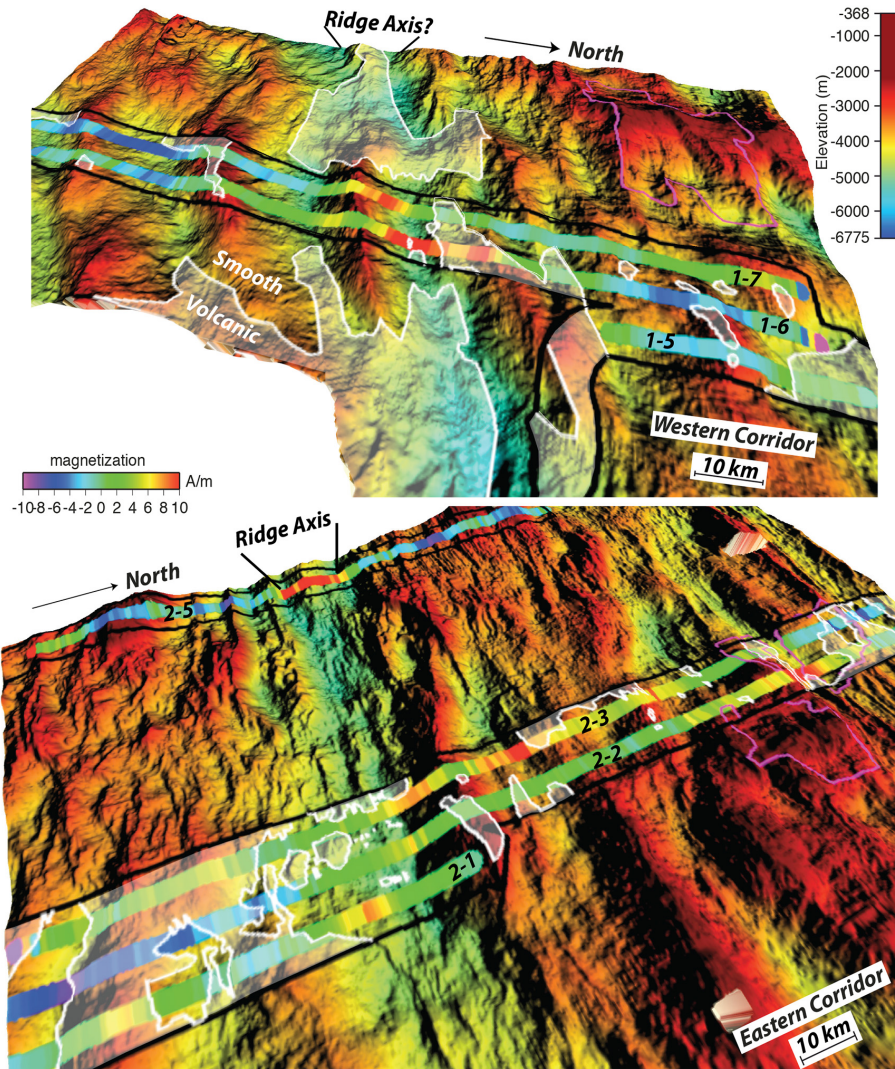 Ridge Axis?
North
-368
-1000
-2000
-3000
-4000
-5000
-6000
-6775
Elevation (m)
Smooth
Volcanic
1-7
1-6
1-5
Western Corridor
10 km
magnetization
A/m
-10-8 -6-4 -2 0 2 4 6 8 10
Ridge Axis
North
2-5
2-3
2-2
2-1
Eastern Corridor
10 km